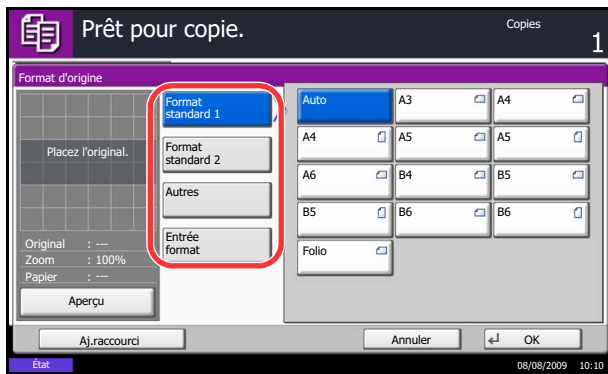 Prêt pour copie.
Copies
1
Format d'origine
Placez l'original.
Original : ---
Zoom : 100%
Papier : ---
Aperçu
Format
standard 1
Format
standard 2
Autres
Entrée
format
Auto
A3
A4
A4
A5
A5
A6
B4
B5
B5
B6
B6
Folio
Aj.raccourci
Annuler
OK
État
08/08/2009 10:10